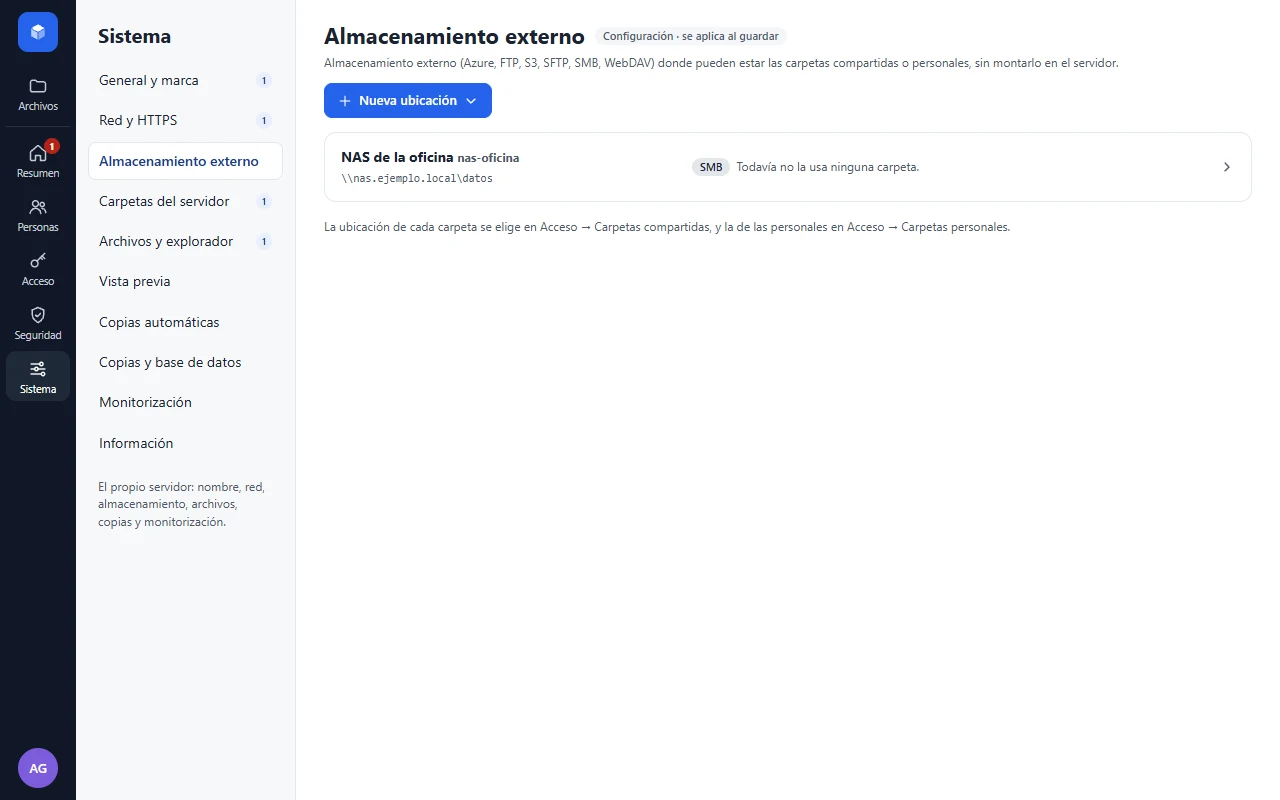 Archivos
1
Resumen
Personas
Acceso
Seguridad
Sistema
AG
Sistema
General y marca 1
Red y HTTPS 1
Almacenamiento externo
Carpetas del servidor 1
Archivos y explorador 1
Vista previa
Copias automáticas
Copias y base de datos
Monitorización
Información
El propio servidor: nombre, red,
almacenamiento, archivos,
copias y monitorización.
Almacenamiento externo Configuración · se aplica al guardar
Almacenamiento externo (Azure, FTP, S3, SFTP, SMB, WebDAV) donde pueden estar las carpetas compartidas o personales, sin montarlo en el servidor.
Nueva ubicación
NAS de la oficina nas-oficina
\\nas.ejemplo.local\datos
SMB Todavía no la usa ninguna carpeta.
La ubicación de cada carpeta se elige en Acceso → Carpetas compartidas, y la de las personales en Acceso → Carpetas personales.